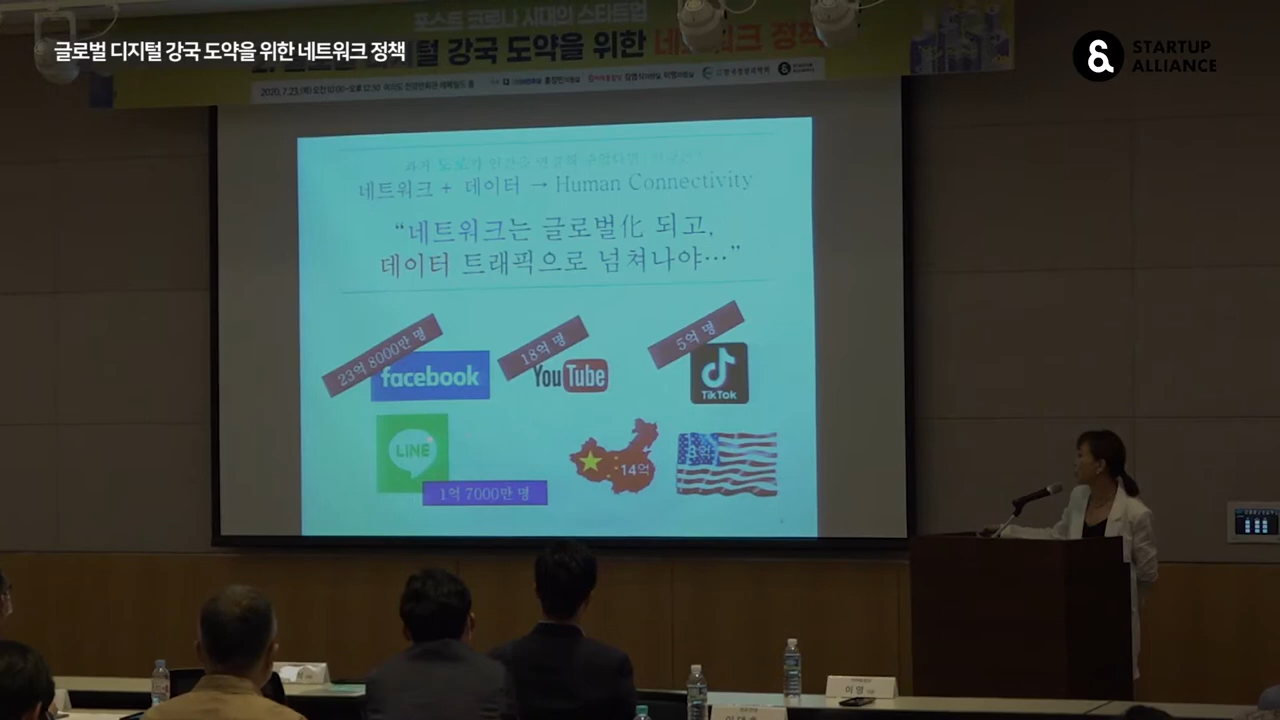 글로벌 디지털 강국 도약을 위한 네트워크 정책
STARTUP
ALLIANCE
포스트 코로나 시대의 스타트업
털 강국 도약을 위한 네트워크 정책
네트워크 + 데이터 → Human Connectivity
“네트워크는 글로벌化 되고,
데이터 트래픽으로 넘쳐나야…”
23억 8000만 명
facebook
18억 명
YouTube
5억 명
TikTok
LINE
1억 7000만 명
14억
3억
이 영